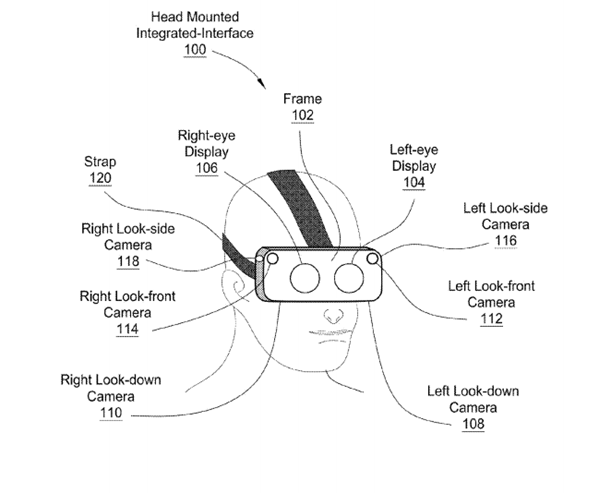 Head Mounted
Integrated-Interface
100
Frame
102
Right-eye
Display
106
Left-eye
Display
104
Strap
120
Left Look-side
Camera
116
Right Look-side
Camera
118
Right Look-front
Camera
114
Left Look-front
Camera
112
Right Look-down
Camera
110
Left Look-down
Camera
108